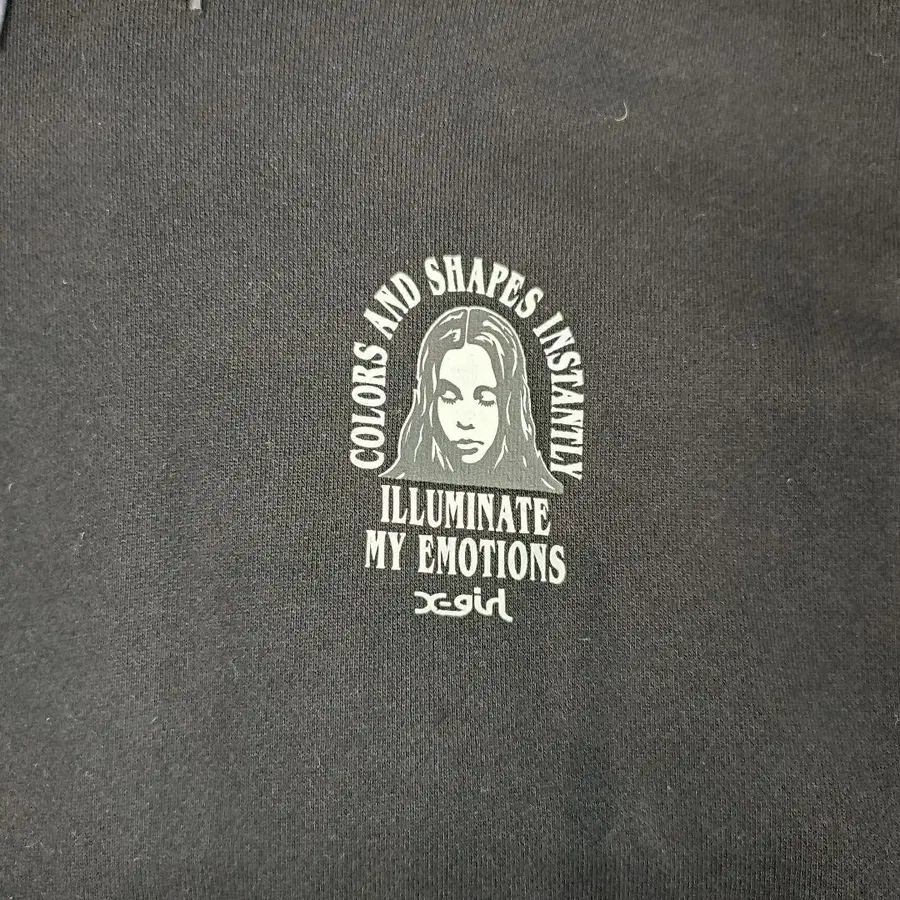 COLORS AND SHAPES INSTANTLY
ILLUMINATE
MY EMOTIONS
X-girl